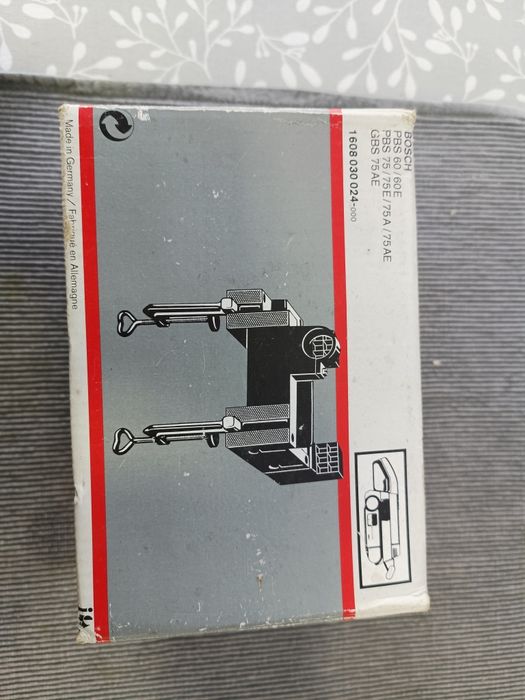 BOSCH
PBS 60/60E
PBS 75/75E/75A/75AE
GBS 75AE
1 608 030 024-000
Made in Germany / Fabriqué en Allemagne